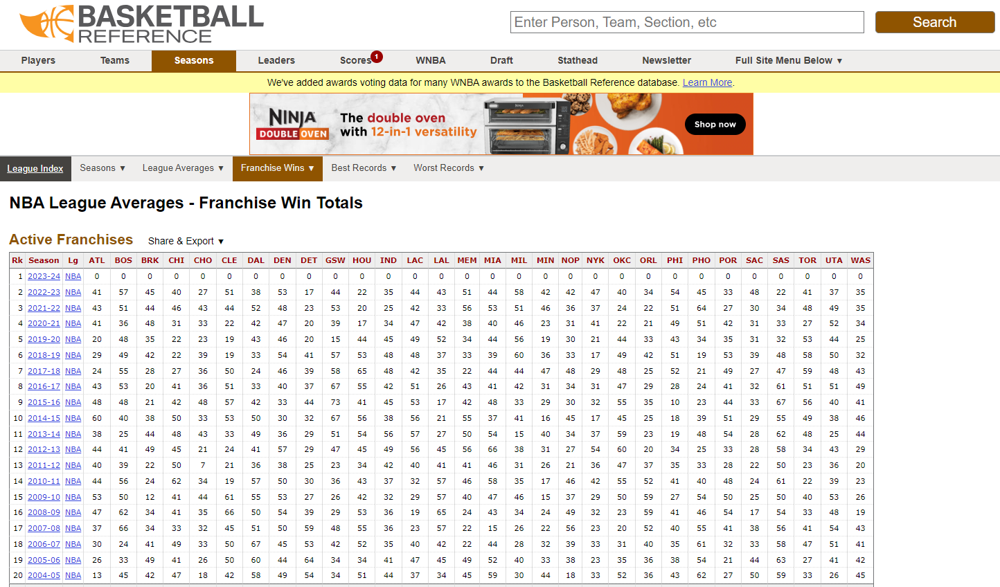 BASKETBALL
REFERENCE
Enter Person, Team, Section, etc
Search
Players Teams Seasons Leaders Scores 1 WNBA Draft Stathead Newsletter Full Site Menu Below ▼
We've added awards voting data for many WNBA awards to the Basketball Reference database. Learn More.
NINJA
DOUBLE OVEN
The double oven
with 12-in-1 versatility
Shop now
League Index Seasons ▼ League Averages ▼ Franchise Wins ▼ Best Records ▼ Worst Records ▼
NBA League Averages - Franchise Win Totals
Active Franchises Share & Export ▼
Rk Season Lg ATL BOS BRK CHI CHO CLE DAL DEN DET GSW HOU IND LAC LAL MEM MIA MIL MIN NOP NYK OKC ORL PHI PHO POR SAC SAS TOR UTA WAS
1 2023-24 NBA 0 0 0 0 0 0 0 0 0 0 0 0 0 0 0 0 0 0 0 0 0 0 0 0 0 0 0 0 0 0
2 2022-23 NBA 41 57 45 40 27 51 38 53 17 44 22 35 44 43 51 44 58 42 42 47 40 34 54 45 33 48 22 41 37 35
3 2021-22 NBA 43 51 44 46 43 44 52 48 23 53 20 25 42 33 56 53 51 46 36 37 24 22 51 64 27 30 34 48 49 35
4 2020-21 NBA 41 36 48 31 33 22 42 47 20 39 17 34 47 42 38 40 46 23 31 41 22 21 49 51 42 31 33 27 52 34
5 2019-20 NBA 20 48 35 22 23 19 43 46 20 15 44 45 49 52 34 44 56 19 30 21 44 33 43 34 35 31 32 53 44 25
6 2018-19 NBA 29 49 42 22 39 19 33 54 41 57 53 48 48 37 33 39 60 36 33 17 49 42 51 19 53 39 48 58 50 32
7 2017-18 NBA 24 55 28 27 36 50 24 46 39 58 65 48 42 35 22 44 44 47 48 29 48 25 52 21 49 27 47 59 48 43
8 2016-17 NBA 43 53 20 41 36 51 33 40 37 67 55 42 51 26 43 41 42 31 34 31 47 29 28 24 41 32 61 51 51 49
9 2015-16 NBA 48 48 21 42 48 57 42 33 44 73 41 45 53 17 42 48 33 29 30 32 55 35 10 23 44 33 67 56 40 41
10 2014-15 NBA 60 40 38 50 33 53 50 30 32 67 56 38 56 21 55 37 41 16 45 17 45 25 18 39 51 29 55 49 38 46
11 2013-14 NBA 38 25 44 48 43 33 49 36 29 51 54 56 57 27 50 54 15 40 34 37 59 23 19 48 54 28 62 48 25 44
12 2012-13 NBA 44 41 49 45 21 24 41 57 29 47 45 49 56 45 56 66 38 31 27 54 60 20 34 25 33 28 58 34 43 29
13 2011-12 NBA 40 39 22 50 7 21 36 38 25 23 34 42 40 41 41 46 31 26 21 36 47 37 35 33 28 22 50 23 36 20
14 2010-11 NBA 44 56 24 62 34 19 57 50 30 36 43 37 32 57 46 58 35 17 46 42 55 52 41 40 48 24 61 22 39 23
15 2009-10 NBA 53 50 12 41 44 61 55 53 27 26 42 32 29 57 40 47 46 15 37 29 50 59 27 54 50 25 50 40 53 26
16 2008-09 NBA 47 62 34 41 35 66 50 54 39 29 53 36 19 65 24 43 34 24 49 32 23 59 41 46 54 17 54 33 48 19
17 2007-08 NBA 37 66 34 33 32 45 51 50 59 48 55 36 23 57 22 15 26 22 56 23 20 52 40 55 41 38 56 41 54 43
18 2006-07 NBA 30 24 41 49 33 50 67 45 53 42 52 35 40 42 22 44 28 32 39 33 31 40 35 61 32 33 58 47 51 41
19 2005-06 NBA 26 33 49 41 26 50 60 44 64 34 34 41 47 45 49 52 40 33 38 23 35 36 38 54 21 44 63 27 41 42
20 2004-05 NBA 13 45 42 47 18 42 58 49 54 34 51 44 37 34 45 59 30 44 18 33 52 36 43 62 27 50 59 33 26 45